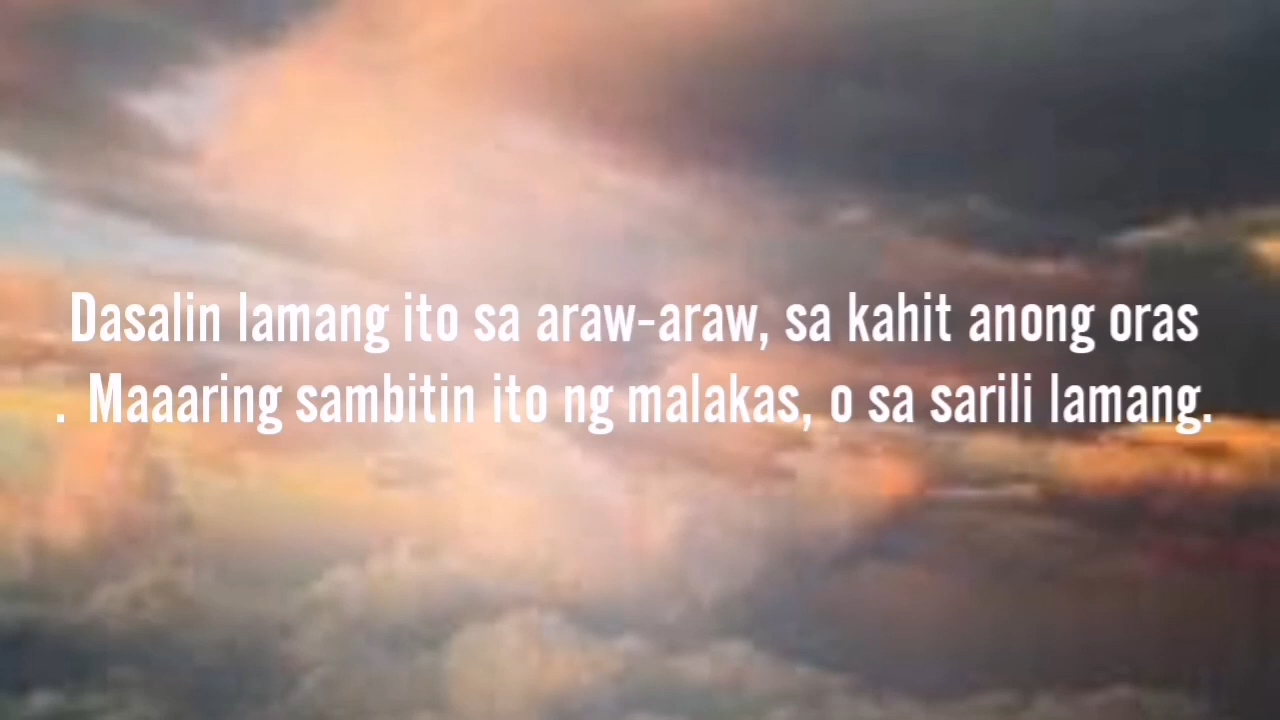 Dasalin lamang ito sa araw-araw, sa kahit anong oras
. Maaaring sambitin ito ng malakas, o sa sarili lamang.